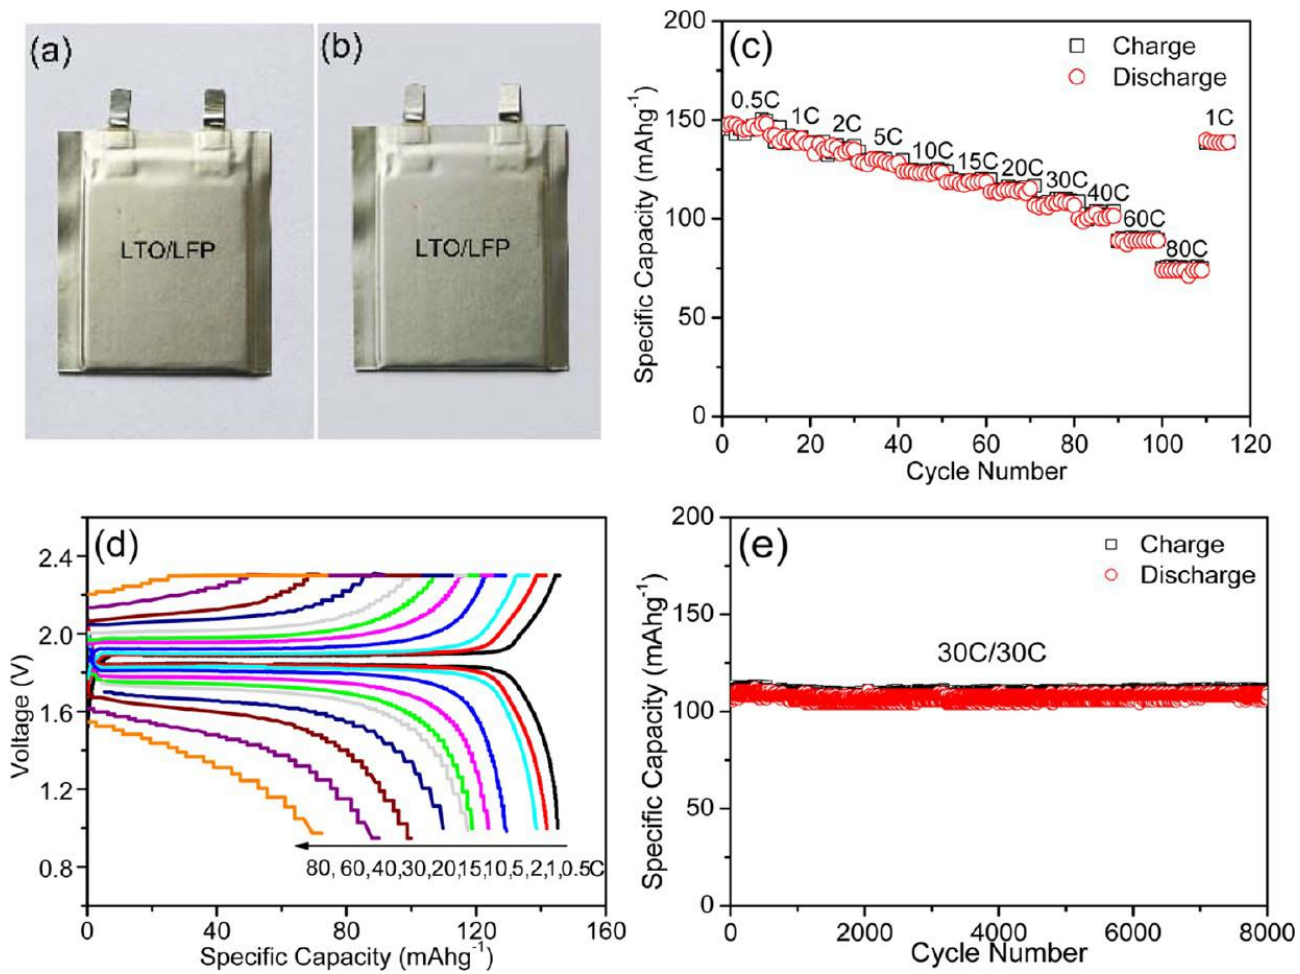 (a)
LTO/LFP
(b)
LTO/LFP
(c)
Charge
Discharge
0.5C
1C
2C
5C
10C
15C
20C
30C
40C
60C
80C
1C
200
150
100
50
0
0 20 40 60 80 100 120
Specific Capacity (mAhg⁻¹)
Cycle Number
(d)
2.4
2.0
1.6
1.2
0.8
Voltage (V)
80, 60,40,30,20,15,10,5,2,1,0.5C
0 40 80 120 160
Specific Capacity (mAhg⁻¹)
(e)
Charge
Discharge
30C/30C
200
150
100
50
0
0 2000 4000 6000 8000
Specific Capacity (mAhg⁻¹)
Cycle Number